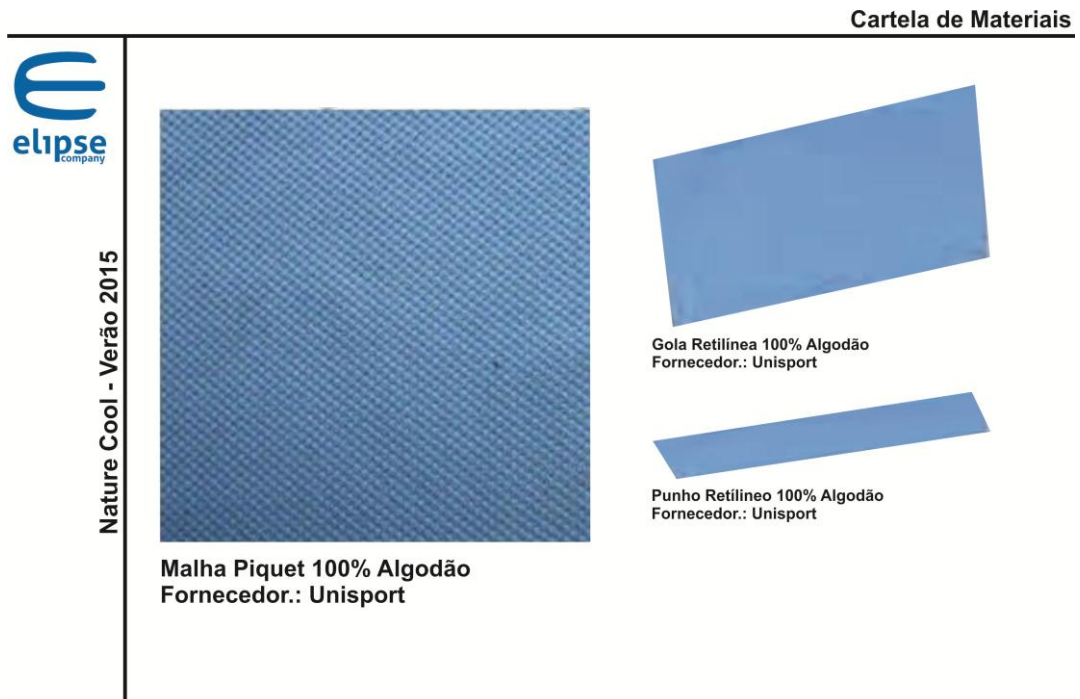 Cartela de Materiais
elipse
company
Nature Cool - Verão 2015
Malha Piquet 100% Algodão
Fornecedor.: Unisport
Gola Retilínea 100% Algodão
Fornecedor.: Unisport
Punho Retílineo 100% Algodão
Fornecedor.: Unisport